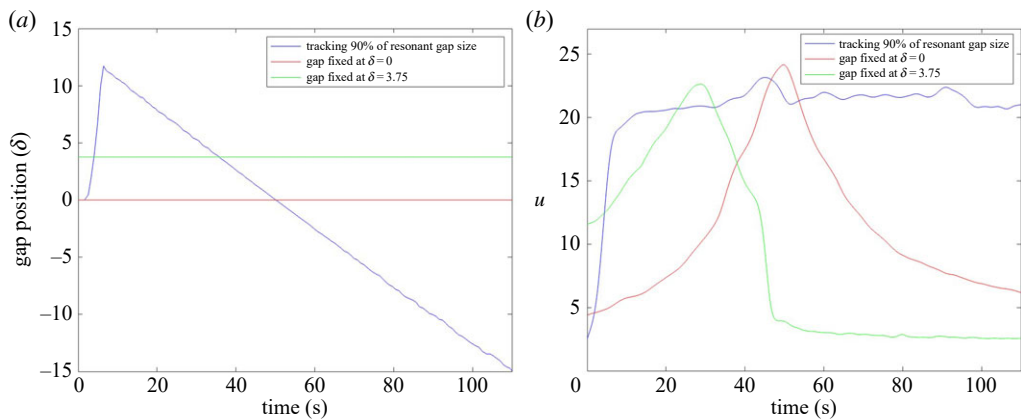 (a)
15
10
5
0
−5
−10
−15
gap position (δ)
0 20 40 60 80 100
time (s)
tracking 90% of resonant gap size
gap fixed at δ = 0
gap fixed at δ = 3.75
(b)
25
20
15
10
5
u
0 20 40 60 80 100
time (s)
tracking 90% of resonant gap size
gap fixed at δ = 0
gap fixed at δ = 3.75